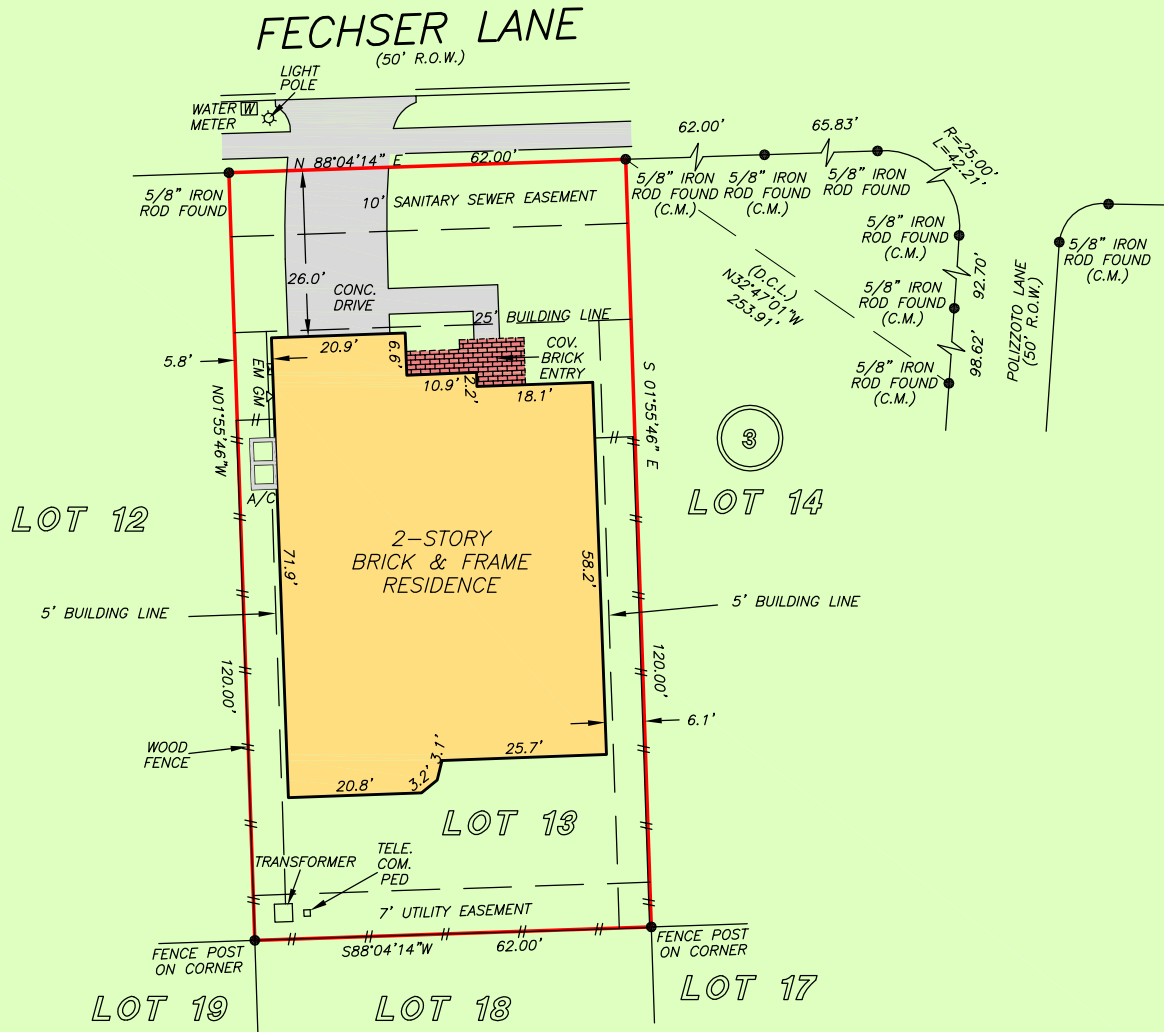 FECHSER LANE
(50' R.O.W.)
LIGHT
POLE
WATER
METER
W
N 88°04'14" E
62.00'
62.00'
65.83'
R=25.00'
L=42.21'
5/8" IRON
ROD FOUND
5/8" IRON
ROD FOUND
(C.M.)
5/8" IRON
ROD FOUND
(C.M.)
5/8" IRON
ROD FOUND
10' SANITARY SEWER EASEMENT
5/8" IRON
ROD FOUND
(C.M.)
5/8" IRON
ROD FOUND
(C.M.)
26.0'
CONC.
DRIVE
(D.C.L.)
N32°47'01"W
253.91'
92.70'
5/8" IRON
ROD FOUND
(C.M.)
POLIZZOTO LANE
(50' R.O.W.)
25' BUILDING LINE
20.9'
6.6'
COV.
BRICK
ENTRY
98.62'
5/8" IRON
ROD FOUND
(C.M.)
5.8'
EM GM
10.9'
2.2'
18.1'
N01°55'46"W
S 01°55'46" E
3
A/C
LOT 12
LOT 14
2-STORY
BRICK & FRAME
RESIDENCE
71.9'
58.2'
5' BUILDING LINE
5' BUILDING LINE
120.00'
120.00'
6.1'
WOOD
FENCE
25.7'
3.1'
3.2'
20.8'
LOT 13
TRANSFORMER
TELE.
COM.
PED
7' UTILITY EASEMENT
S88°04'14"W
62.00'
FENCE POST
ON CORNER
FENCE POST
ON CORNER
LOT 19
LOT 18
LOT 17